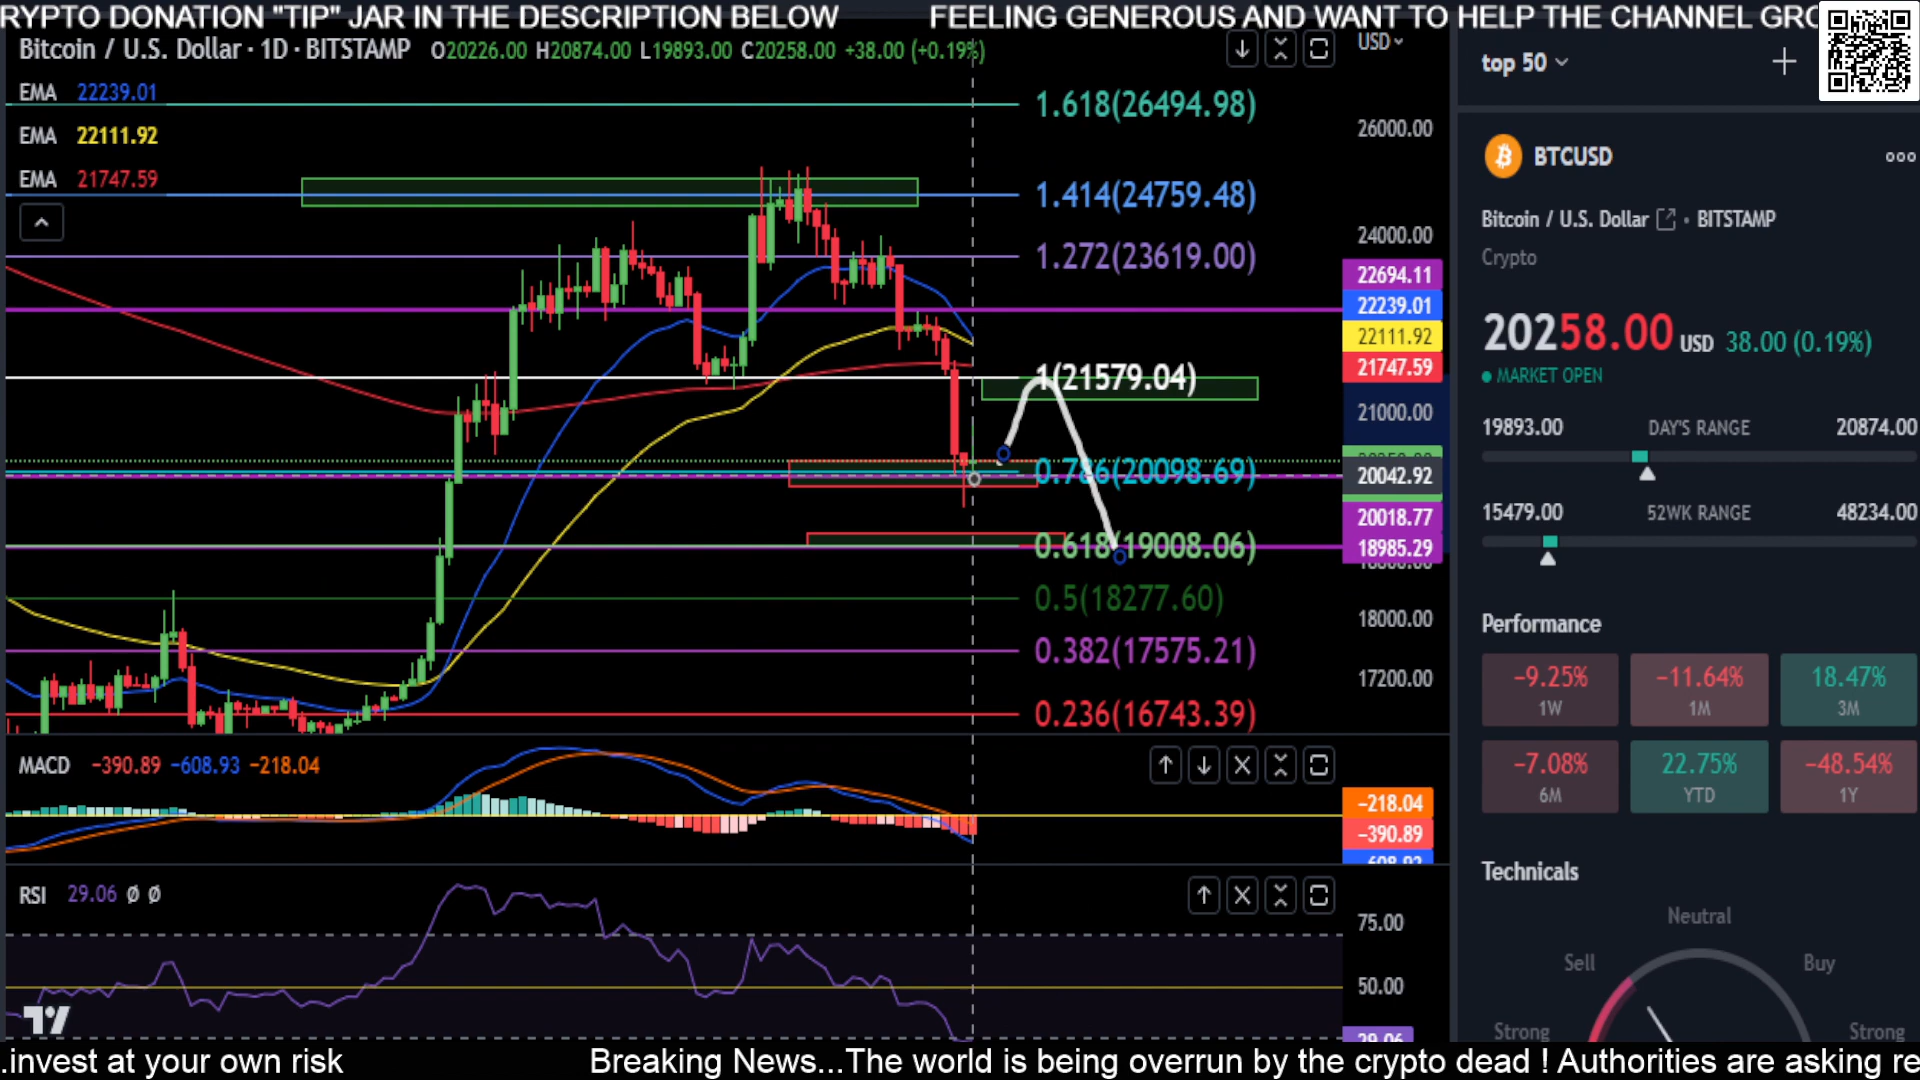 RYPTO DONATION "TIP" JAR IN THE DESCRIPTION BELOW FEELING GENEROUS AND WANT TO HELP THE CHANNEL GRO
Bitcoin / U.S. Dollar · 1D · BITSTAMP O20226.00 H20874.00 L19893.00 C20258.00 +38.00 (+0.19%)
USD
EMA 22239.01
EMA 22111.92
EMA 21747.59
1.618(26494.98)
1.414(24759.48)
1.272(23619.00)
1(21579.04)
0.786(20098.69)
0.618(19008.06)
0.5(18277.60)
0.382(17575.21)
0.236(16743.39)
26000.00
24000.00
22694.11
22239.01
22111.92
21747.59
21000.00
20042.92
20018.77
18985.29
18000.00
17200.00
MACD -390.89 -608.93 -218.04
-218.04
-390.89
-608.93
RSI 29.06 Ø Ø
75.00
50.00
29.06
top 50
BTCUSD
Bitcoin / U.S. Dollar • BITSTAMP
Crypto
20258.00 USD 38.00 (0.19%)
MARKET OPEN
19893.00 DAY'S RANGE 20874.00
15479.00 52WK RANGE 48234.00
Performance
-9.25% -11.64% 18.47%
1W 1M 3M
-7.08% 22.75% -48.54%
6M YTD 1Y
Technicals
Neutral
Sell Buy
Strong Strong
...invest at your own risk Breaking News...The world is being overrun by the crypto dead ! Authorities are asking re